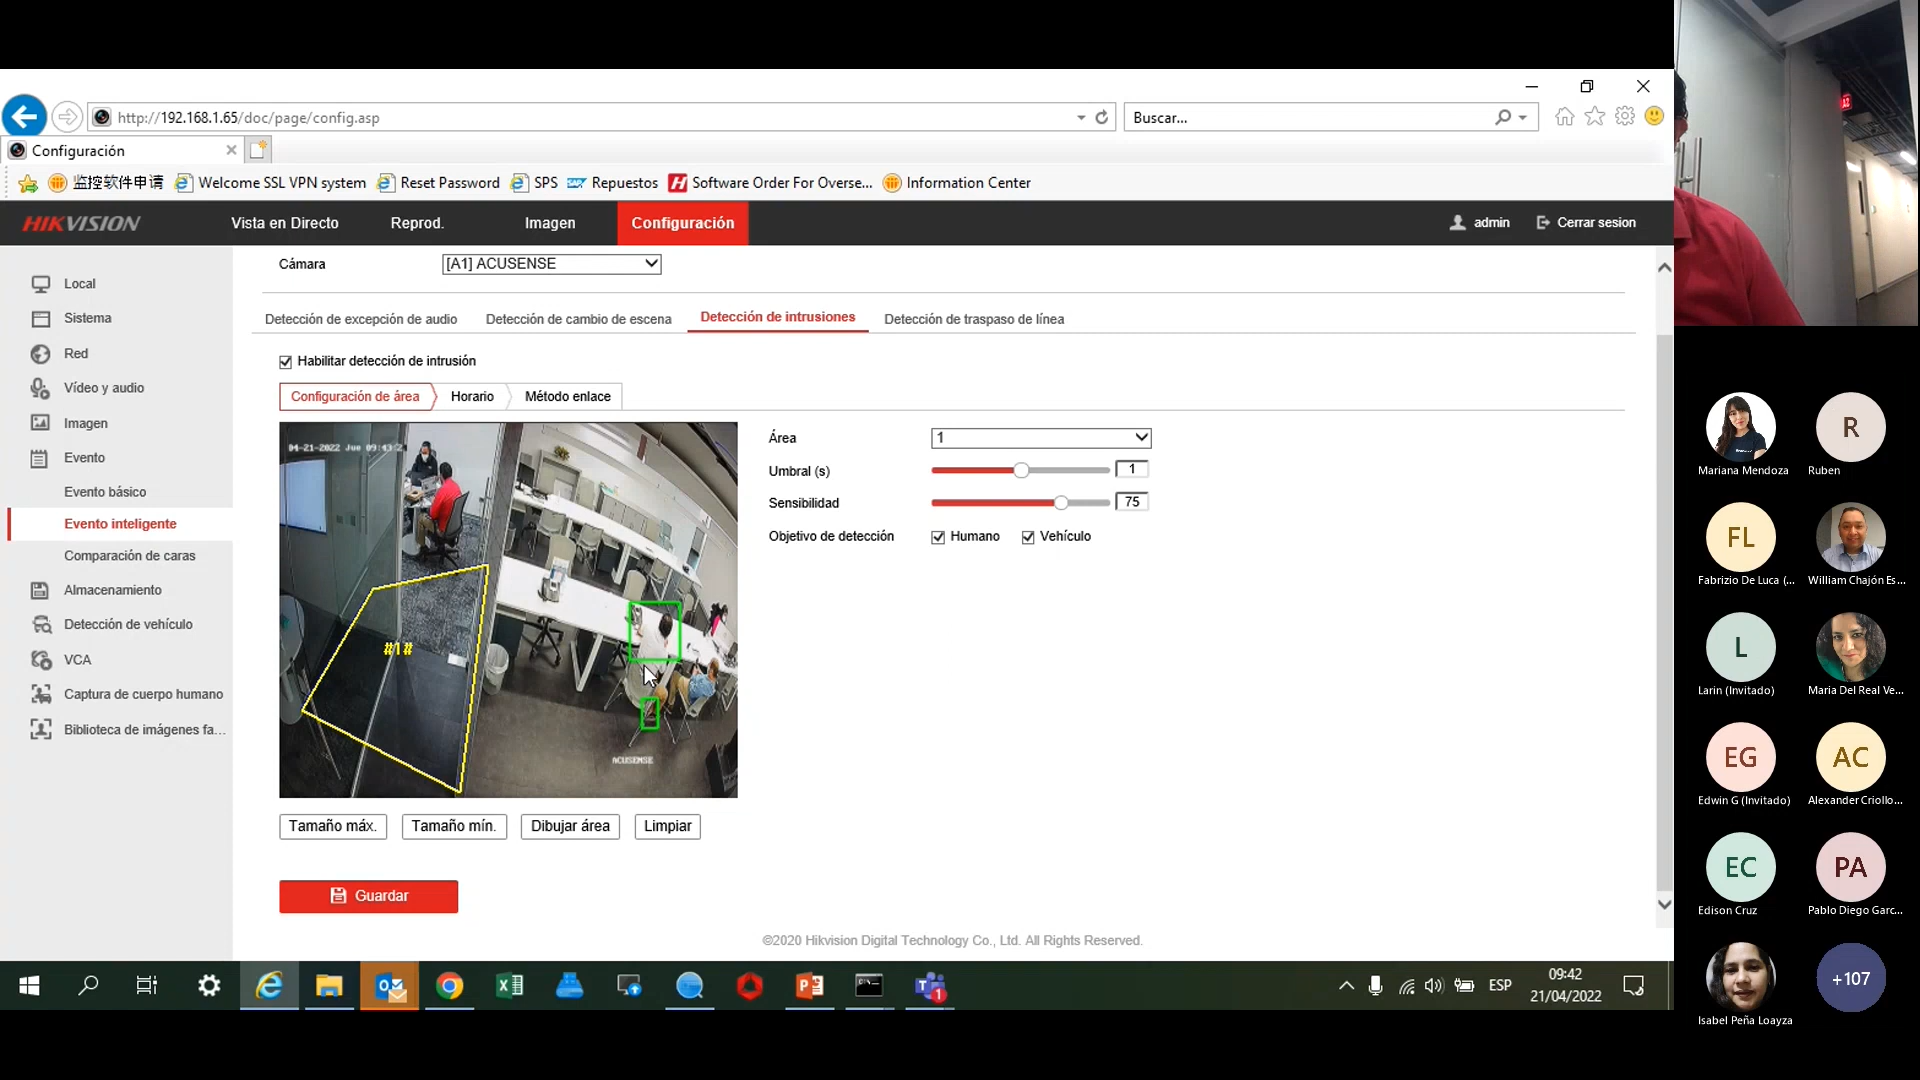 http://192.168.1.65/doc/page/config.asp
Buscar...
Configuración
监控软件申请
Welcome SSL VPN system
Reset Password
SPS
Repuestos
Software Order For Overse...
Information Center
HIKVISION
Vista en Directo
Reprod.
Imagen
Configuración
admin
Cerrar sesion
Local
Sistema
Red
Vídeo y audio
Imagen
Evento
Evento básico
Evento inteligente
Comparación de caras
Almacenamiento
Detección de vehículo
VCA
Captura de cuerpo humano
Biblioteca de imágenes fa...
Cámara
[A1] ACUSENSE
Detección de excepción de audio
Detección de cambio de escena
Detección de intrusiones
Detección de traspaso de línea
Habilitar detección de intrusión
Configuración de área
Horario
Método enlace
#1#
ACUSENSE
Área
1
Umbral (s)
1
Sensibilidad
75
Objetivo de detección
Humano
Vehículo
Tamaño máx.
Tamaño mín.
Dibujar área
Limpiar
Guardar
©2020 Hikvision Digital Technology Co., Ltd. All Rights Reserved.
ESP
09:42
21/04/2022
Mariana Mendoza
R
Ruben
FL
Fabrizio De Luca (...
William Chajón Es...
L
Larin (Invitado)
Maria Del Real Ve...
EG
Edwin G (Invitado)
AC
Alexander Criollo...
EC
Edison Cruz
PA
Pablo Diego Garc...
Isabel Peña Loayza
+107